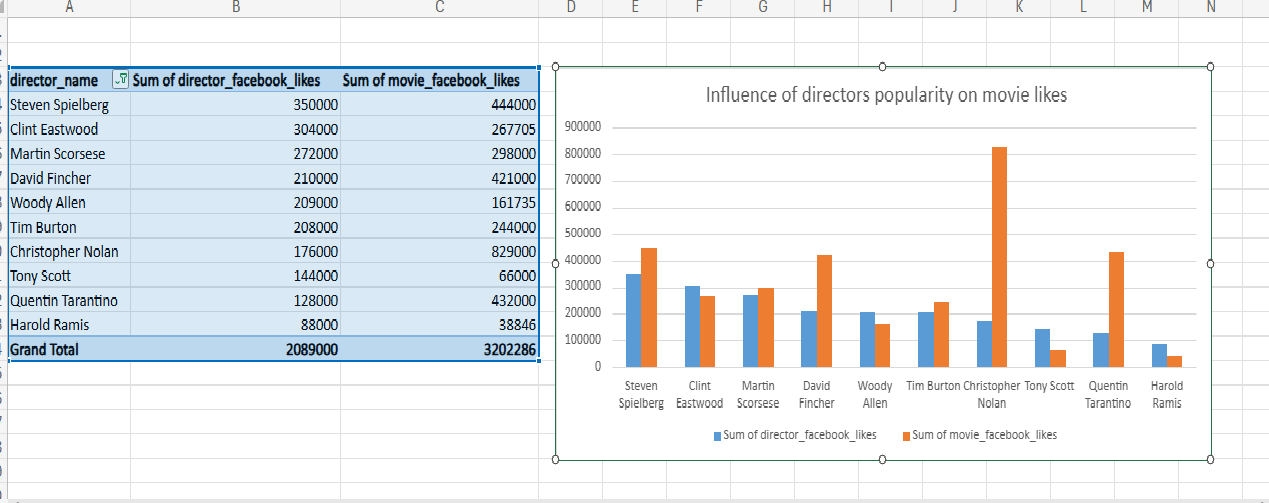 A B C D E F G H I J K L M N
director_name Sum of director_facebook_likes Sum of movie_facebook_likes
Steven Spielberg 350000 444000
Clint Eastwood 304000 267705
Martin Scorsese 272000 298000
David Fincher 210000 421000
Woody Allen 209000 161735
Tim Burton 208000 244000
Christopher Nolan 176000 829000
Tony Scott 144000 66000
Quentin Tarantino 128000 432000
Harold Ramis 88000 38846
Grand Total 2089000 3202286
Influence of directors popularity on movie likes
900000
800000
700000
600000
500000
400000
300000
200000
100000
0
Steven Clint Martin David Woody Tim Burton Christopher Tony Scott Quentin Harold
Spielberg Eastwood Scorsese Fincher Allen Nolan Tarantino Ramis
Sum of director_facebook_likes Sum of movie_facebook_likes